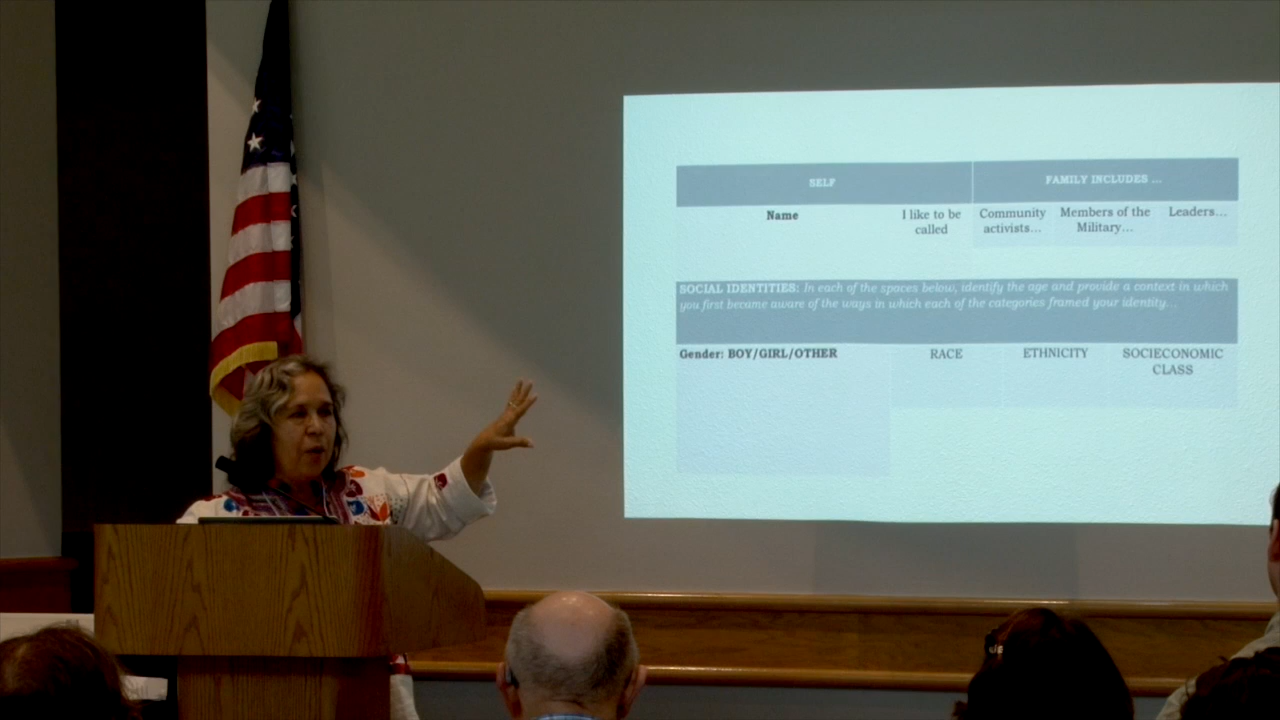 SELF
FAMILY INCLUDES ...
Name
I like to be
called
Community
activists...
Members of the
Military...
Leaders...
SOCIAL IDENTITIES: In each of the spaces below, identify the age and provide a context in which
you first became aware of the ways in which each of the categories framed your identity...
Gender: BOY/GIRL/OTHER
RACE
ETHNICITY
SOCIECONOMIC
CLASS